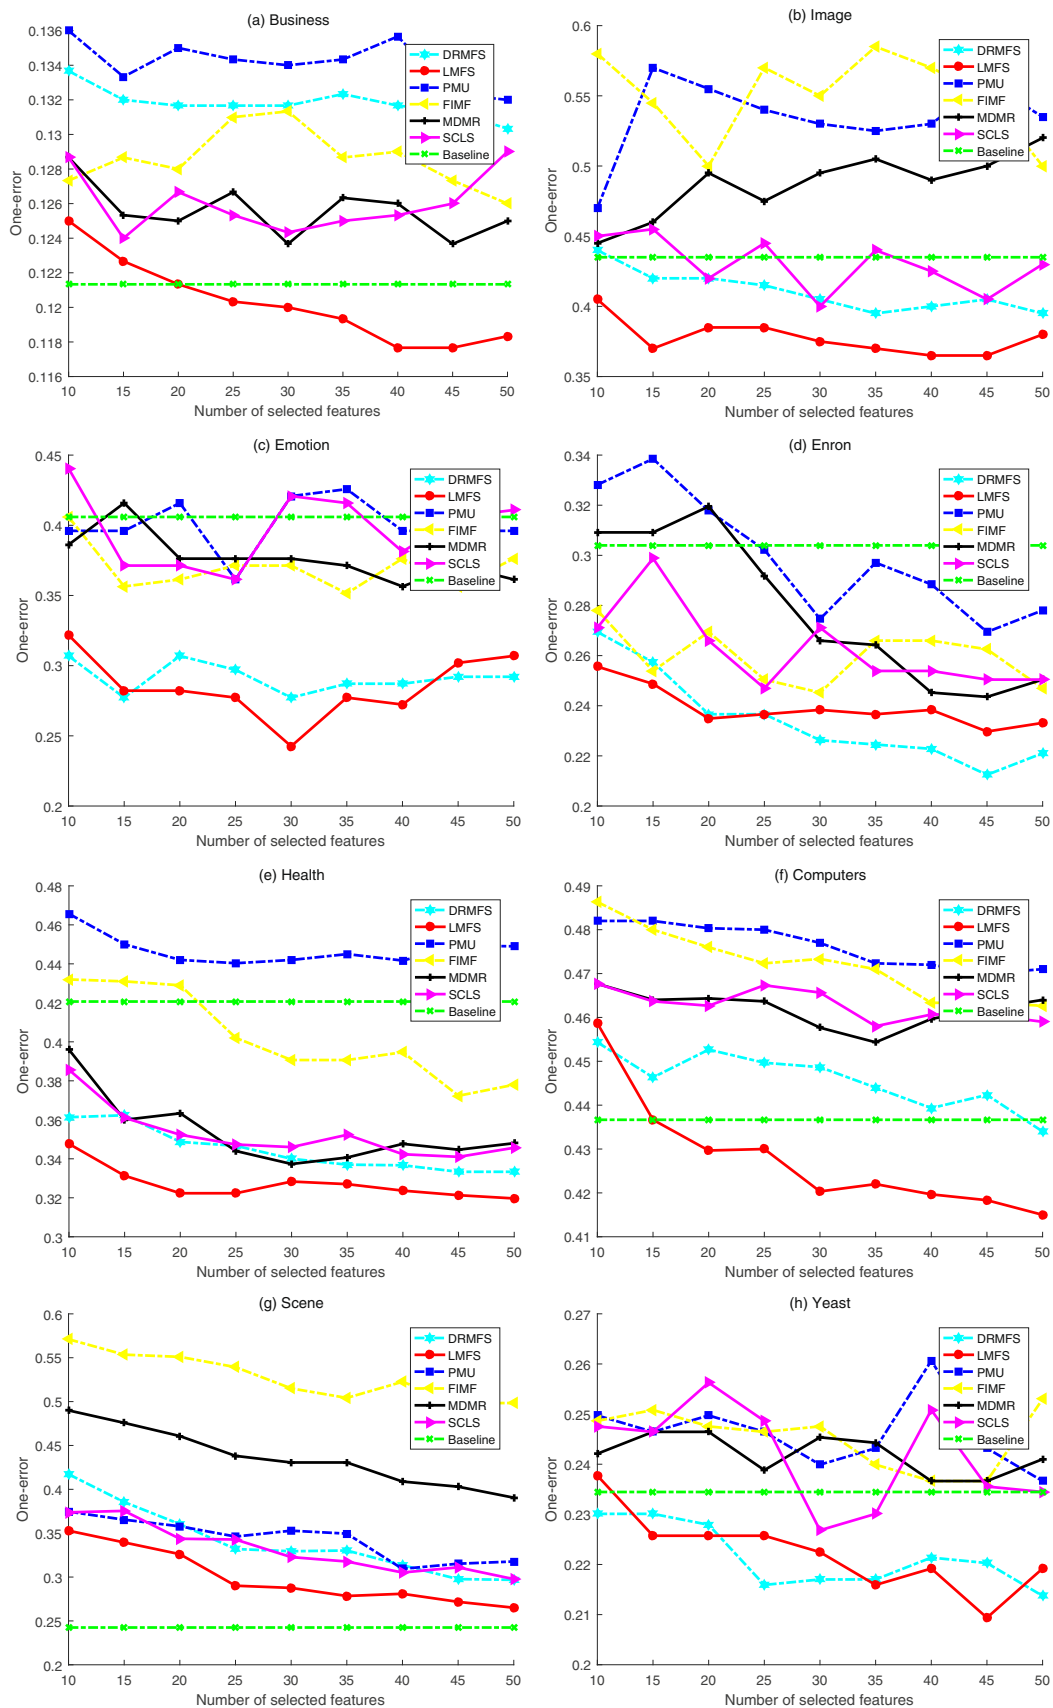 (a) Business
0.136
0.134
0.132
0.13
0.128
0.126
0.124
0.122
0.12
0.118
0.116
One-error
10 15 20 25 30 35 40 45 50
Number of selected features
DRMFS
LMFS
PMU
FIMF
MDMR
SCLS
Baseline
(b) Image
0.6
0.55
0.5
0.45
0.4
0.35
One-error
10 15 20 25 30 35 40 45 50
Number of selected features
DRMFS
LMFS
PMU
FIMF
MDMR
SCLS
Baseline
(c) Emotion
0.45
0.4
0.35
0.3
0.25
0.2
One-error
10 15 20 25 30 35 40 45 50
Number of selected features
DRMFS
LMFS
PMU
FIMF
MDMR
SCLS
Baseline
(d) Enron
0.34
0.32
0.3
0.28
0.26
0.24
0.22
0.2
One-error
10 15 20 25 30 35 40 45 50
Number of selected features
DRMFS
LMFS
PMU
FIMF
MDMR
SCLS
Baseline
(e) Health
0.48
0.46
0.44
0.42
0.4
0.38
0.36
0.34
0.32
0.3
One-error
10 15 20 25 30 35 40 45 50
Number of selected features
DRMFS
LMFS
PMU
FIMF
MDMR
SCLS
Baseline
(f) Computers
0.49
0.48
0.47
0.46
0.45
0.44
0.43
0.42
0.41
One-error
10 15 20 25 30 35 40 45 50
Number of selected features
DRMFS
LMFS
PMU
FIMF
MDMR
SCLS
Baseline
(g) Scene
0.6
0.55
0.5
0.45
0.4
0.35
0.3
0.25
0.2
One-error
10 15 20 25 30 35 40 45 50
Number of selected features
DRMFS
LMFS
PMU
FIMF
MDMR
SCLS
Baseline
(h) Yeast
0.27
0.26
0.25
0.24
0.23
0.22
0.21
0.2
One-error
10 15 20 25 30 35 40 45 50
Number of selected features
DRMFS
LMFS
PMU
FIMF
MDMR
SCLS
Baseline